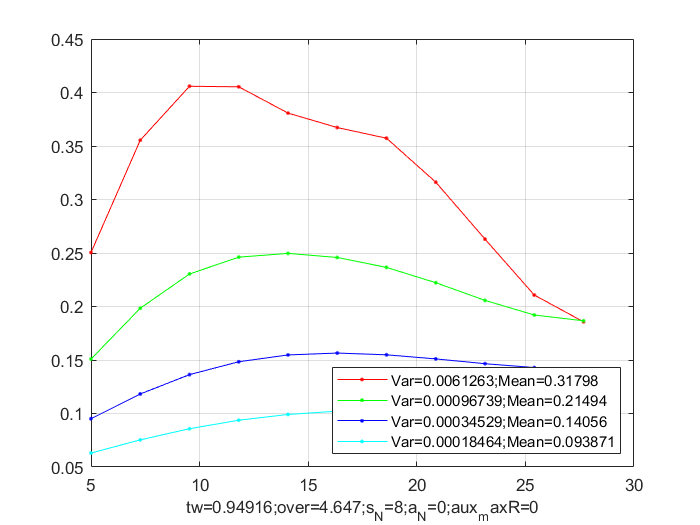 0.45
0.4
0.35
0.3
0.25
0.2
0.15
0.1
0.05
Var=0.0061263;Mean=0.31798
Var=0.00096739;Mean=0.21494
Var=0.00034529;Mean=0.14056
Var=0.00018464;Mean=0.093871
5 10 15 20 25 30
tw=0.94916;over=4.647;s_N=8;a_N=0;aux_maxR=0